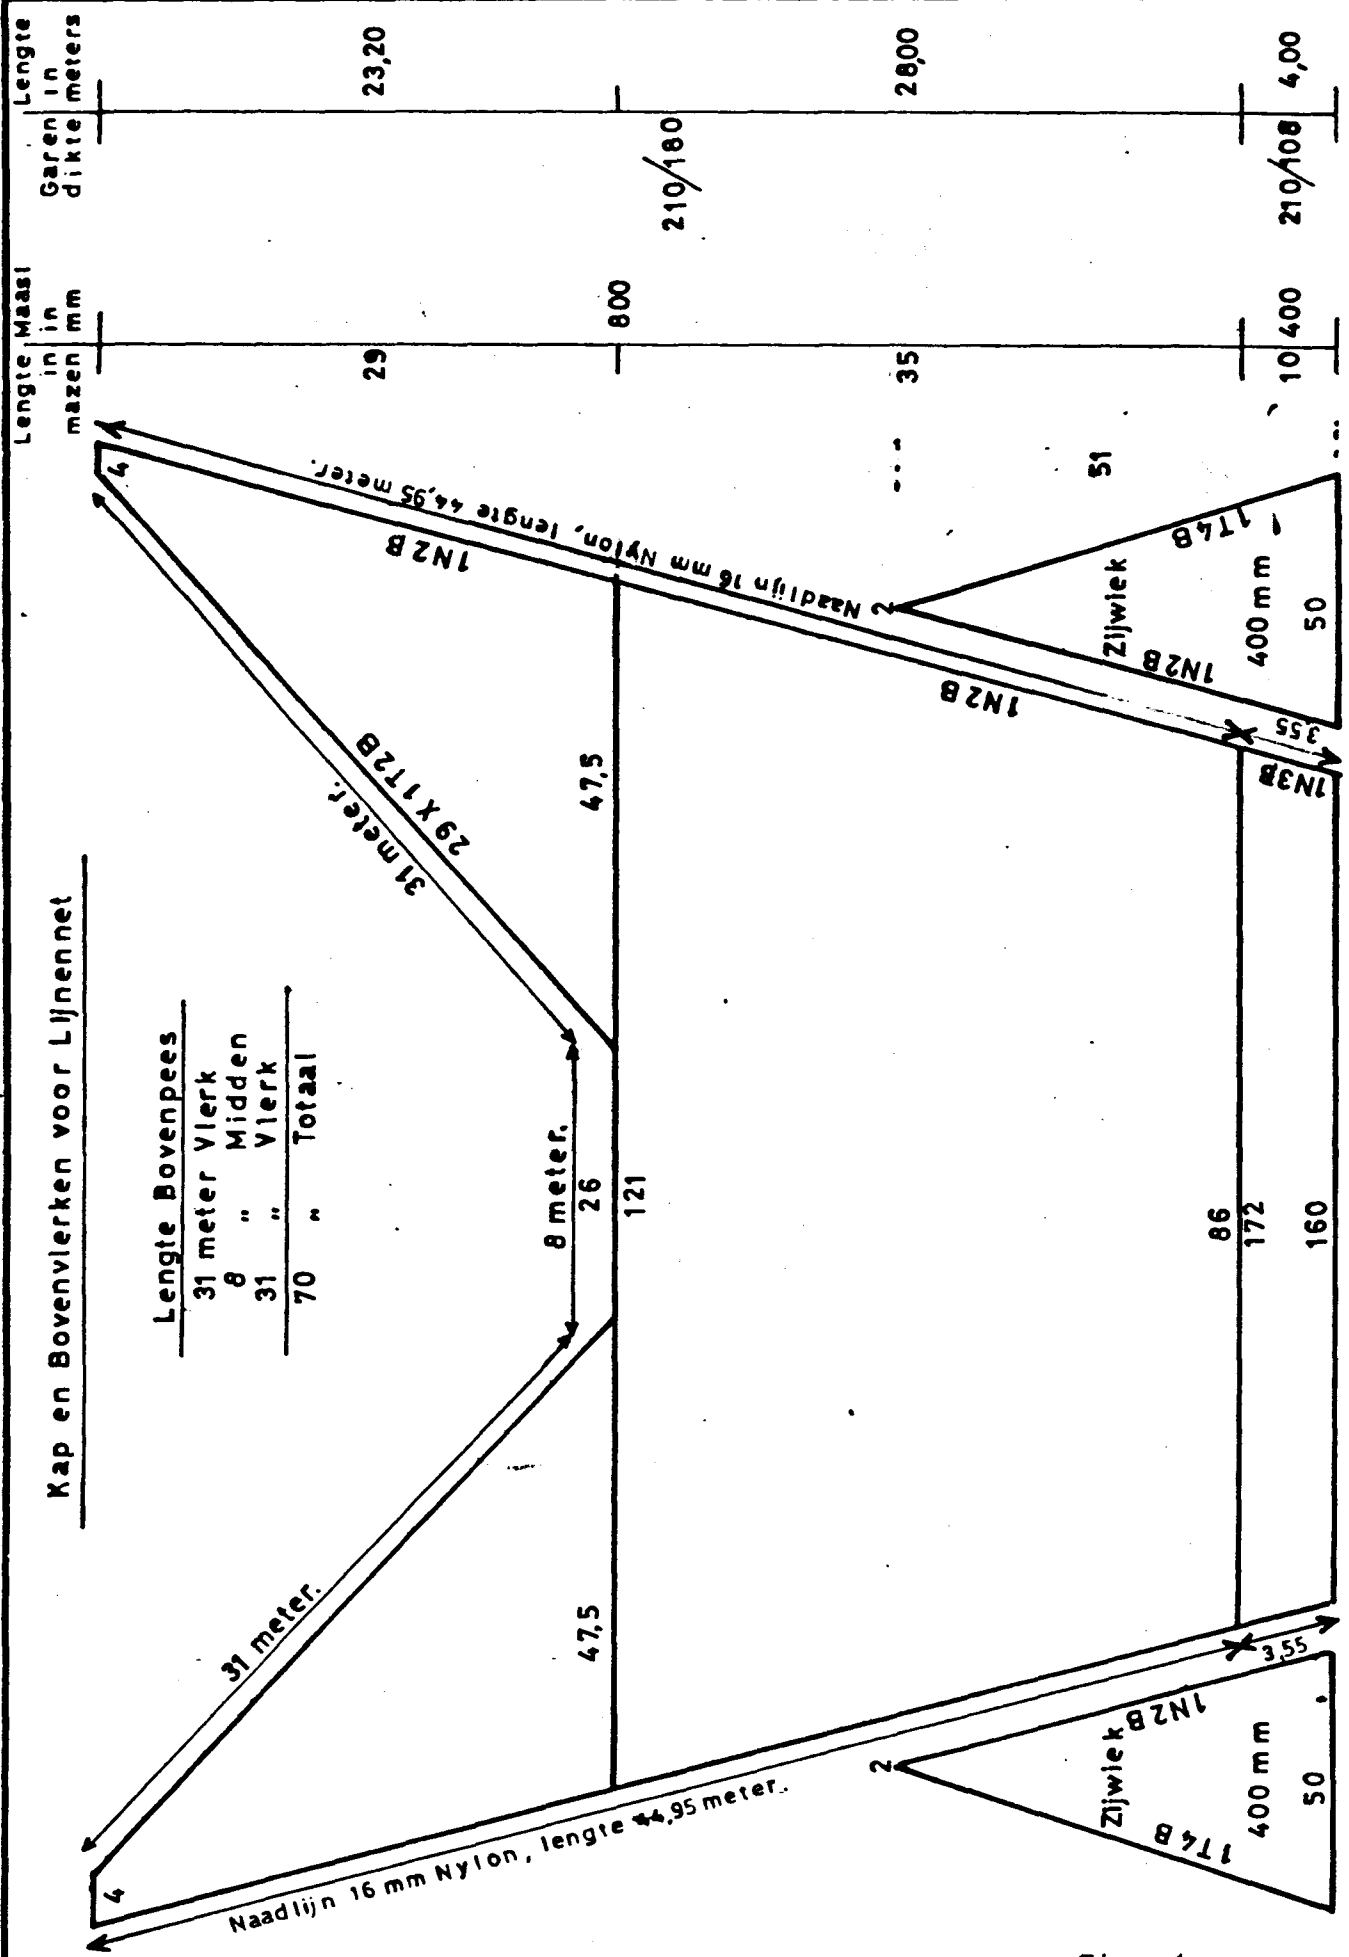 Kap en Bovenvlerken voor Lijnennet
Lengte Bovenpees
31 meter Vlerk
8 " Midden
31 " Vlerk
70 " Totaal
Lengte in mazen
Maasl in mm
Garen dikte
Lengte in meters
4
4
31 meter.
31 meter.
29 X 1T2B
1N2B
29
23,20
8 meter.
26
47,5
47,5
121
800
210/180
Naadlijn 16 mm Nylon, lengte 44,95 meter.
Naadlijn 16 mm Nylon, lengte 44,95 meter.
1N2B
35
28,00
2
2
51
Zijwiek
Zijwiek
1N2B
1T4B
1N2B
1T4B
400 mm
400 mm
50
50
86
172
160
3,55
3,55
1N3B
10
400
210/108
4,00